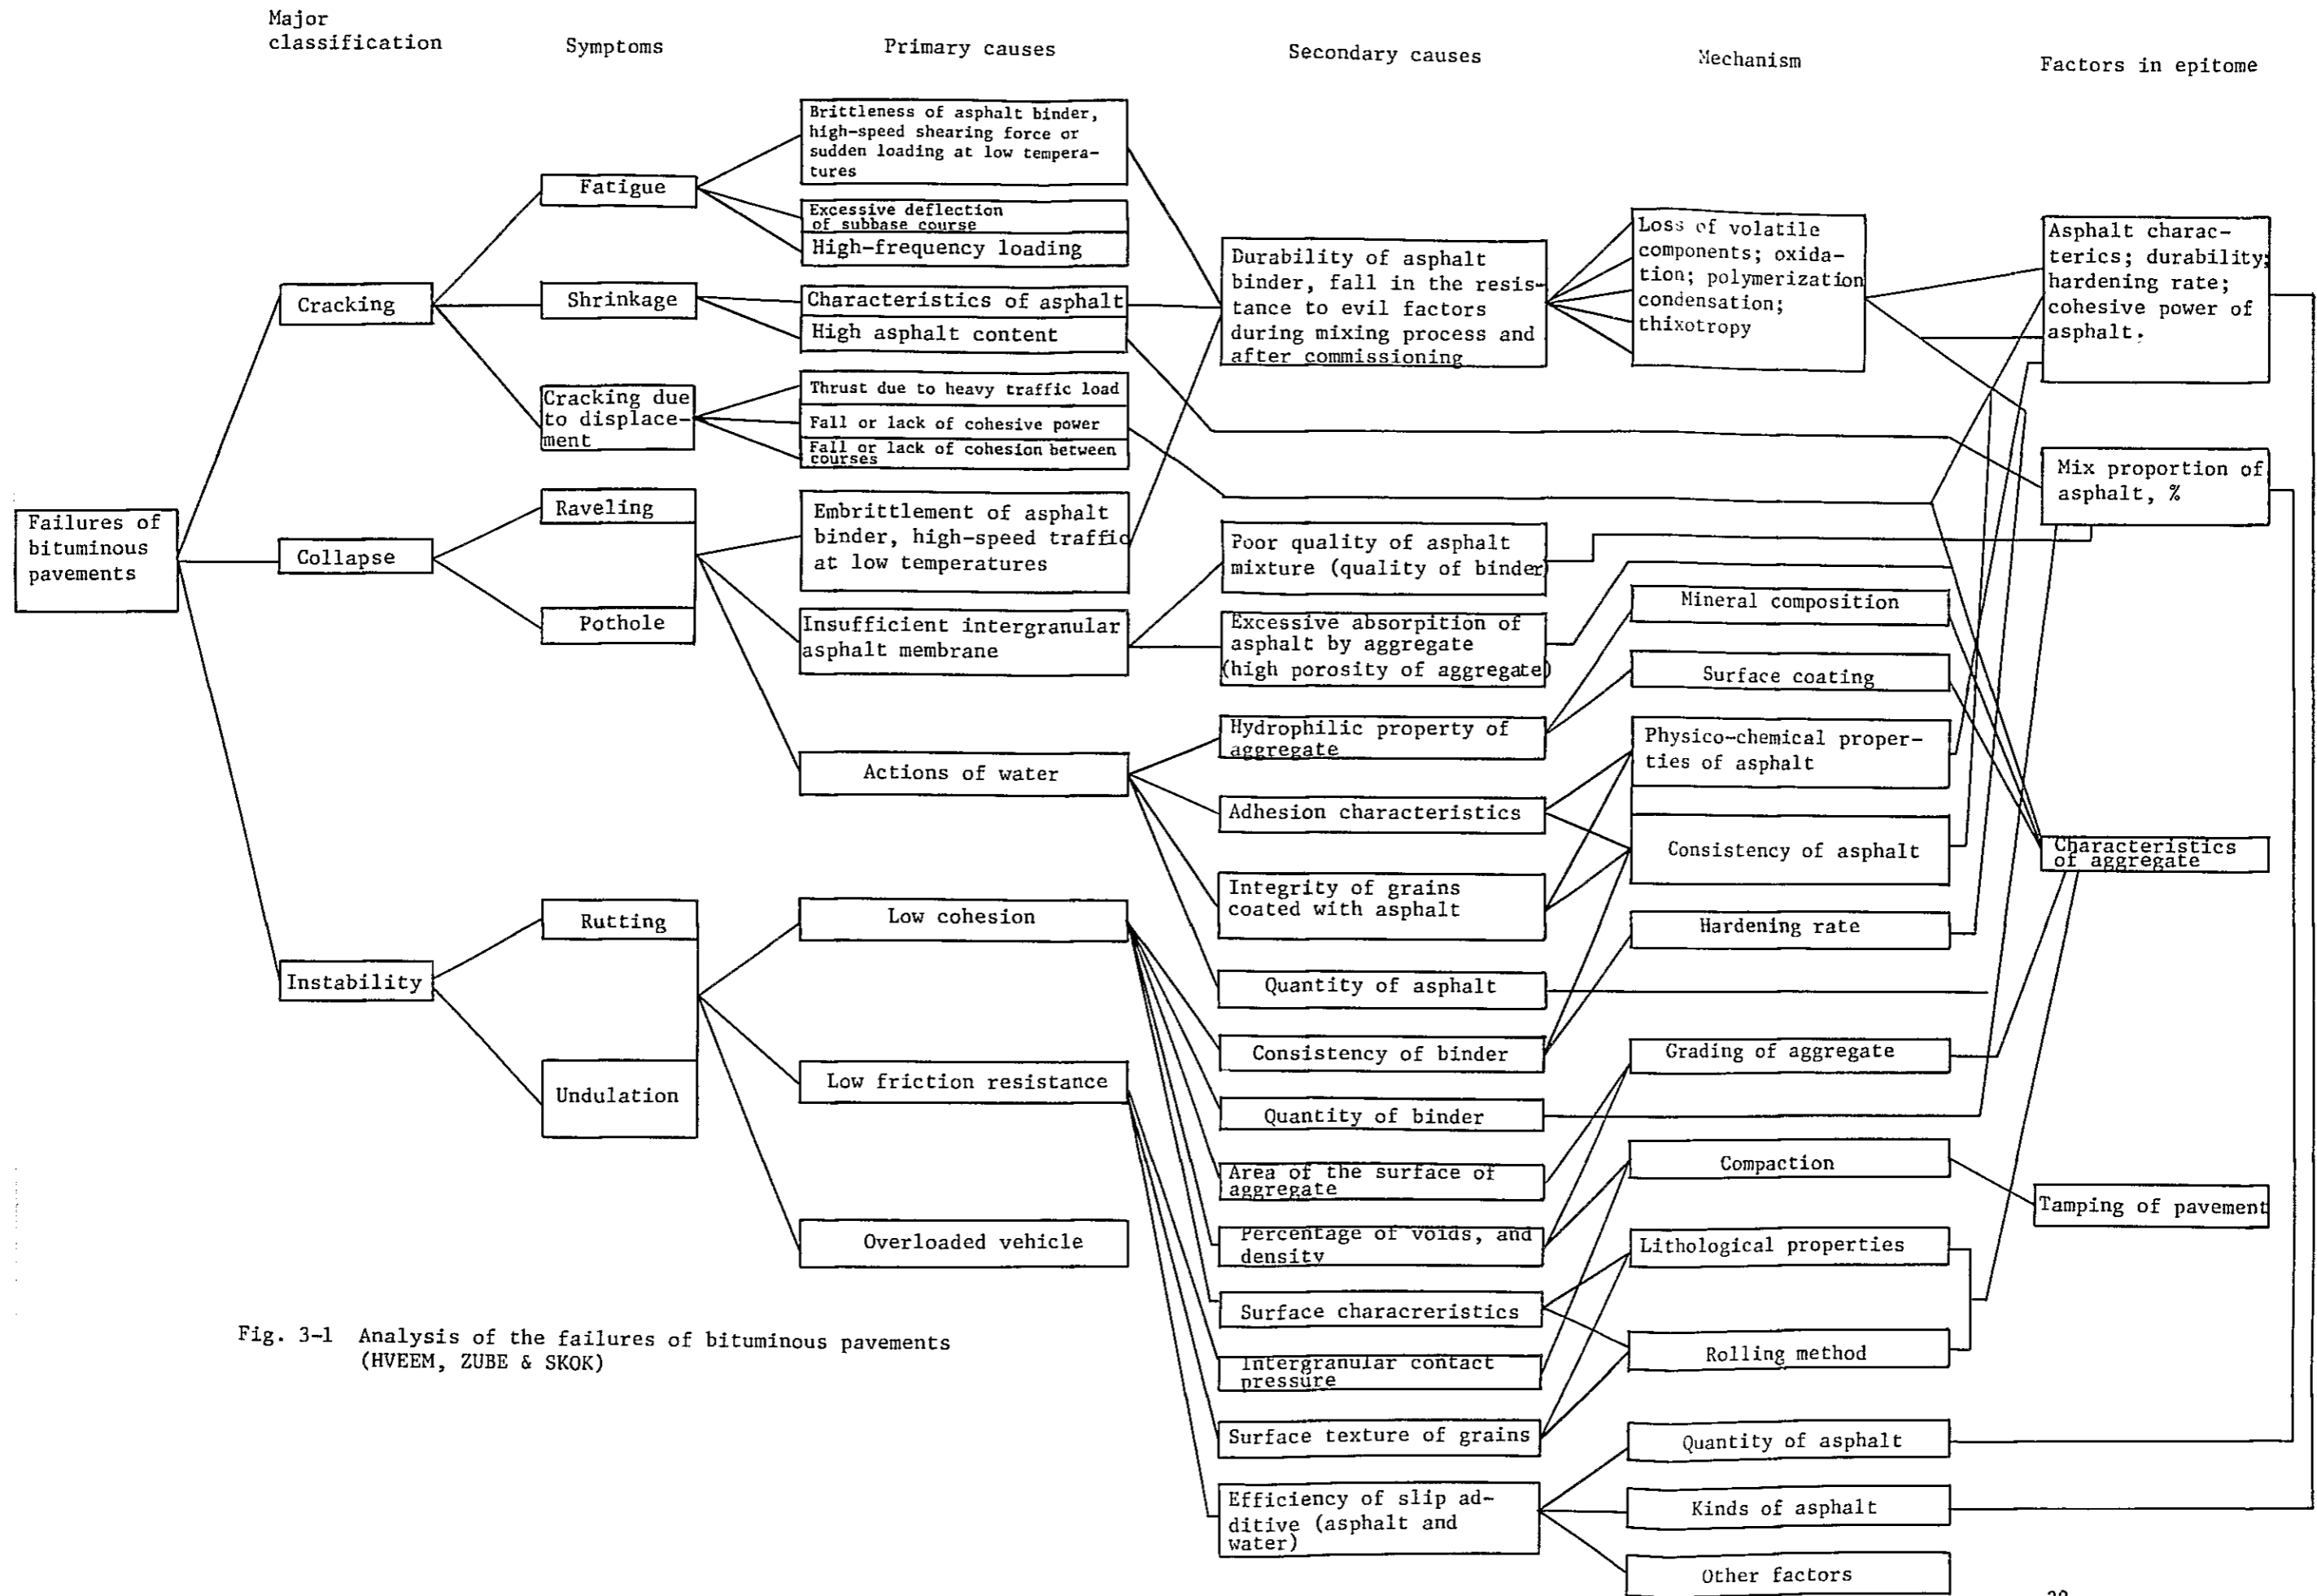 Major
classification
Symptoms
Primary causes
Secondary causes
Mechanism
Factors in epitome
Failures of
bituminous
pavements
Cracking
Collapse
Instability
Fatigue
Shrinkage
Cracking due
to displace-
ment
Raveling
Pothole
Rutting
Undulation
Brittleness of asphalt binder,
high-speed shearing force or
sudden loading at low tempera-
tures
Excessive deflection
of subbase course
High-frequency loading
Characteristics of asphalt
High asphalt content
Thrust due to heavy traffic load
Fall or lack of cohesive power
Fall or lack of cohesion between
courses
Embrittlement of asphalt
binder, high-speed traffic
at low temperatures
Insufficient intergranular
asphalt membrane
Actions of water
Low cohesion
Low friction resistance
Overloaded vehicle
Durability of asphalt
binder, fall in the resis-
tance to evil factors
during mixing process and
after commissioning
Poor quality of asphalt
mixture (quality of binder)
Excessive absorpition of
asphalt by aggregate
(high porosity of aggregate)
Hydrophilic property of
aggregate
Adhesion characteristics
Integrity of grains
coated with asphalt
Quantity of asphalt
Consistency of binder
Quantity of binder
Area of the surface of
aggregate
Percentage of voids, and
density
Surface characreristics
Intergranular contact
pressure
Surface texture of grains
Efficiency of slip ad-
ditive (asphalt and
water)
Loss of volatile
components; oxida-
tion; polymerization
condensation;
thixotropy
Mineral composition
Surface coating
Physico-chemical proper-
ties of asphalt
Consistency of asphalt
Hardening rate
Grading of aggregate
Compaction
Lithological properties
Rolling method
Quantity of asphalt
Kinds of asphalt
Other factors
Asphalt charac-
terics; durability;
hardening rate;
cohesive power of
asphalt.
Mix proportion of
asphalt, %
Characteristics
of aggregate
Tamping of pavement
Fig. 3-1 Analysis of the failures of bituminous pavements
(HVEEM, ZUBE & SKOK)